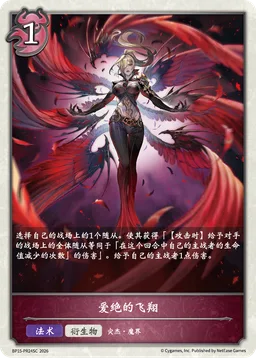 1
选择自己的战场上的1个随从。使其获得「【攻击时】给予对手
的战场上的全体随从等同于『在这个回合中自己的主战者的生命
值减少的次数』的伤害」。给予自己的主战者1点伤害。
爱绝的飞翔
法术 衍生物 灾杰・魔界
BP15-PR2XSC 2026 © Cygames, Inc. Published by NetEase Games